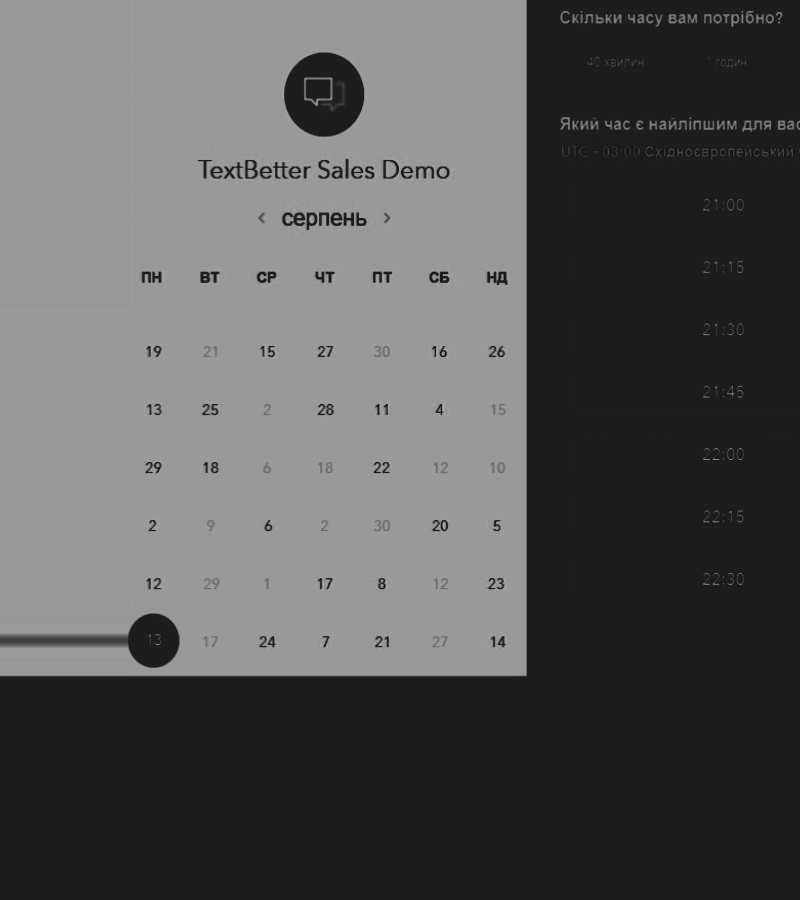 TextBetter Sales Demo
‹ серпень ›
ПН ВТ СР ЧТ ПТ СБ НД
19 21 15 27 30 16 26
13 25 2 28 11 4 15
29 18 6 18 22 12 10
2 9 6 2 30 20 5
12 29 1 17 8 12 23
13 17 24 7 21 27 14
Скільки часу вам потрібно?
40 хвилин 1 годин
Який час є найліпшим для вас
UTC - 03:00 Східноєвропейський
21:00
21:15
21:30
21:45
22:00
22:15
22:30